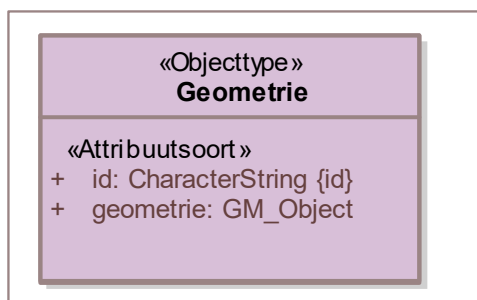 «Objecttype»
Geometrie
«Attribuutsoort»
+ id: CharacterString {id}
+ geometrie: GM_Object